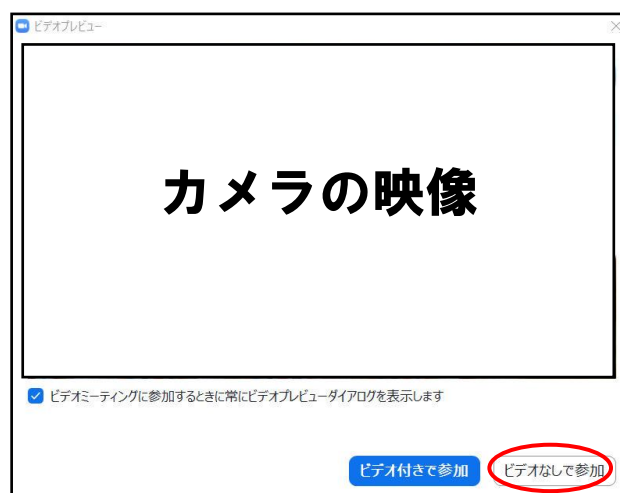 ビデオプレビュー
カメラの映像
ビデオミーティングに参加するときに常にビデオプレビューダイアログを表示します
ビデオ付きで参加 ビデオなしで参加